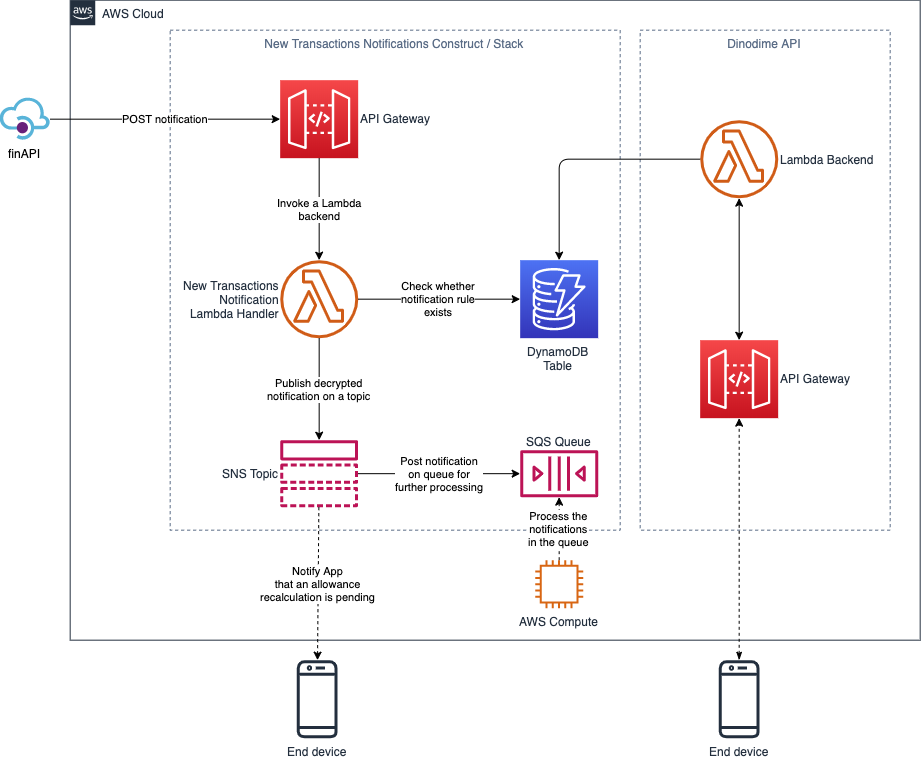 aws
AWS Cloud
New Transactions Notifications Construct / Stack
Dinodime API
finAPI
POST notification
API Gateway
Lambda Backend
Invoke a Lambda
backend
New Transactions
Notification
Lambda Handler
Check whether
notification rule
exists
DynamoDB
Table
API Gateway
Publish decrypted
notification on a topic
SNS Topic
Post notification
on queue for
further processing
SQS Queue
Process the
notifications
in the queue
Notify App
that an allowance
recalculation is pending
AWS Compute
End device
End device